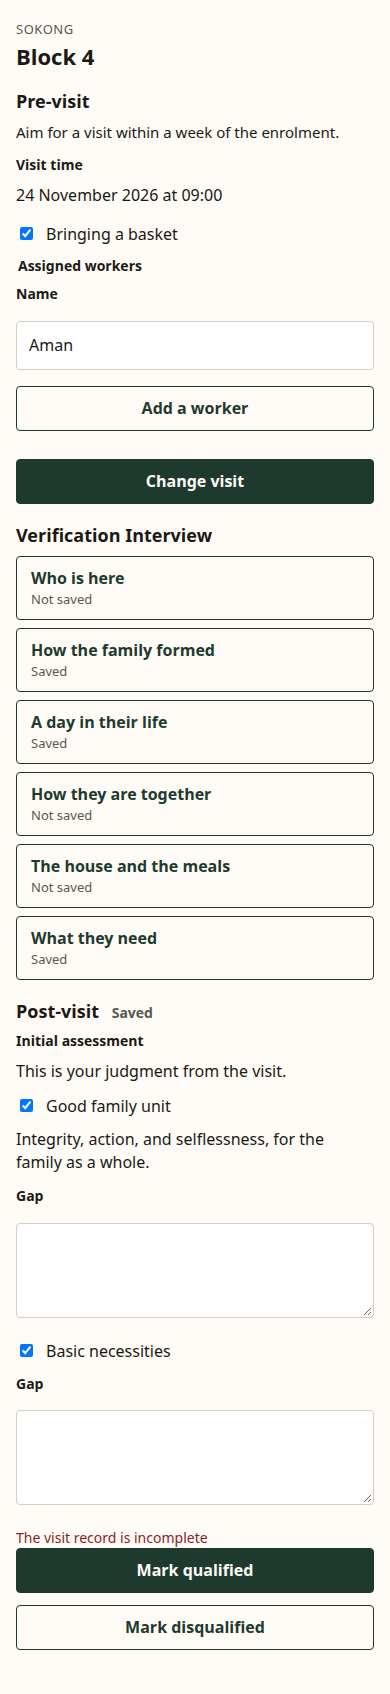 SOKONG
Block 4
Pre-visit
Aim for a visit within a week of the enrolment.
Visit time
24 November 2026 at 09:00
Bringing a basket
Assigned workers
Name
Aman
Add a worker
Change visit
Verification Interview
Who is here
Not saved
How the family formed
Saved
A day in their life
Saved
How they are together
Not saved
The house and the meals
Not saved
What they need
Saved
Post-visit Saved
Initial assessment
This is your judgment from the visit.
Good family unit
Integrity, action, and selflessness, for the
family as a whole.
Gap
Basic necessities
Gap
The visit record is incomplete
Mark qualified
Mark disqualified